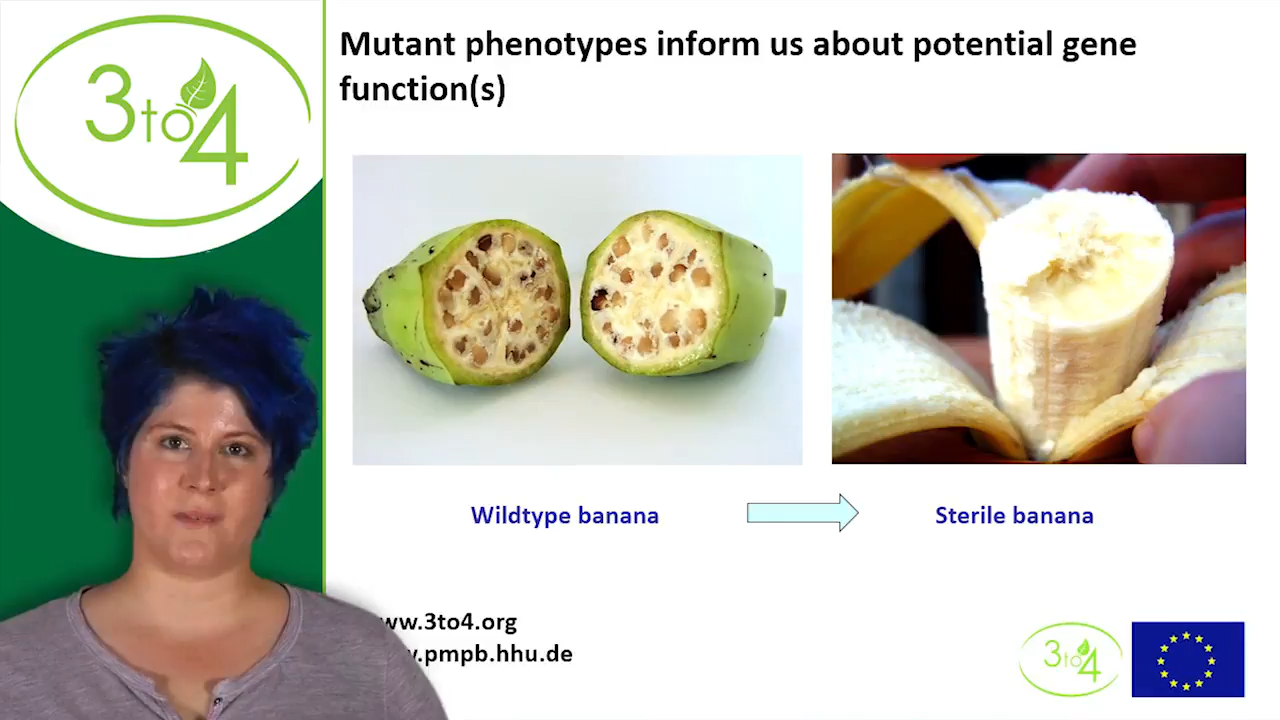 3to4
Mutant phenotypes inform us about potential gene
function(s)
Wildtype banana
Sterile banana
ww.3to4.org
.pmpb.hhu.de
3to4